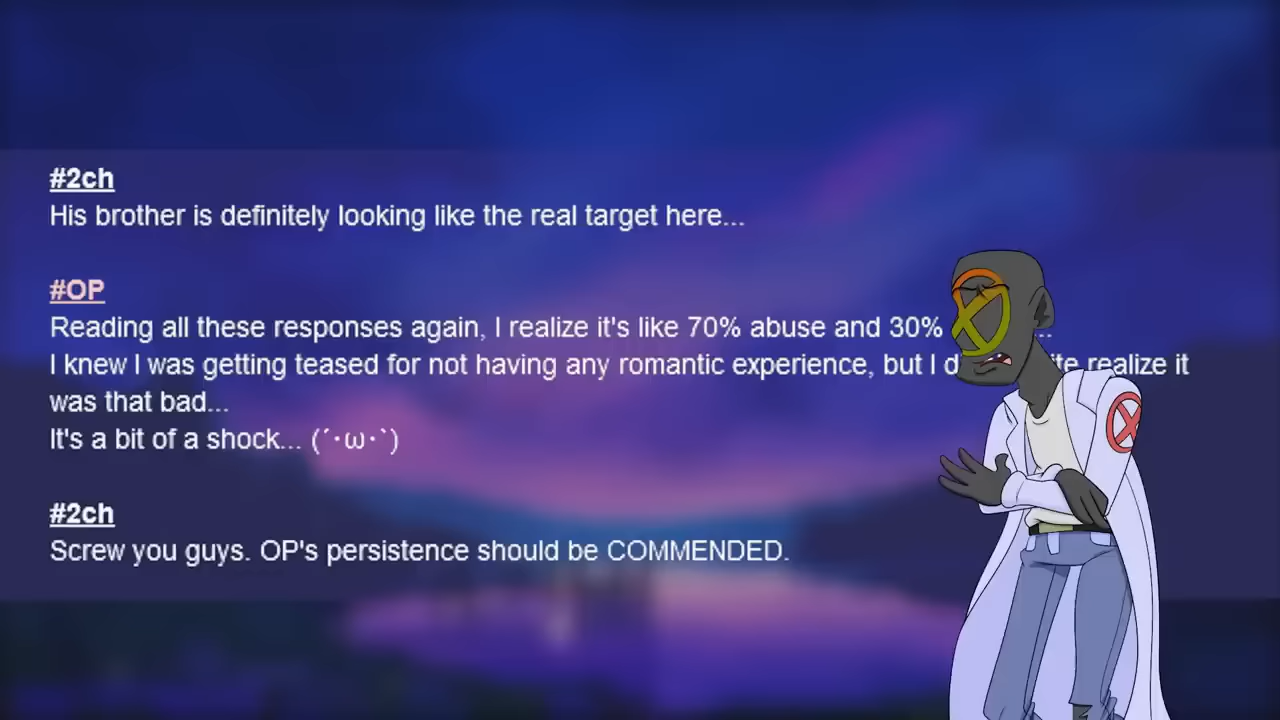 #2ch
His brother is definitely looking like the real target here...
#OP
Reading all these responses again, I realize it's like 70% abuse and 30% ...
I knew I was getting teased for not having any romantic experience, but I realize it
was that bad...
It's a bit of a shock... (´･ω･`)
#2ch
Screw you guys. OP's persistence should be COMMENDED.